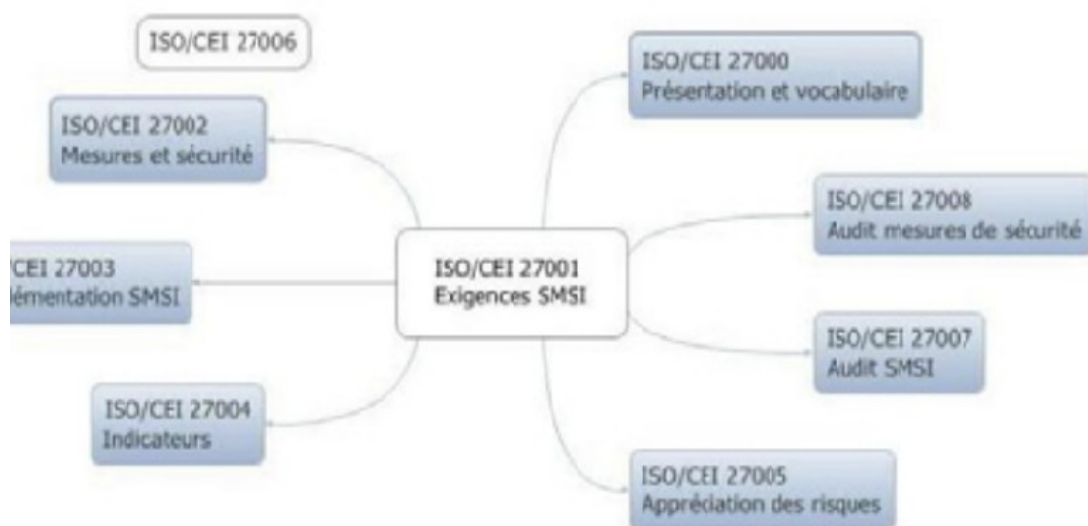 ISO/CEI 27006
ISO/CEI 27002
Mesures et sécurité
CEI 27003
SMSI
ISO/CEI 27004
Indicateurs
ISO/CEI 27001
Exigences SMSI
ISO/CEI 27000
Présentation et vocabulaire
ISO/CEI 27008
Audit mesures de sécurité
ISO/CEI 27007
Audit SMSI
ISO/CEI 27005
Appréciation des risques